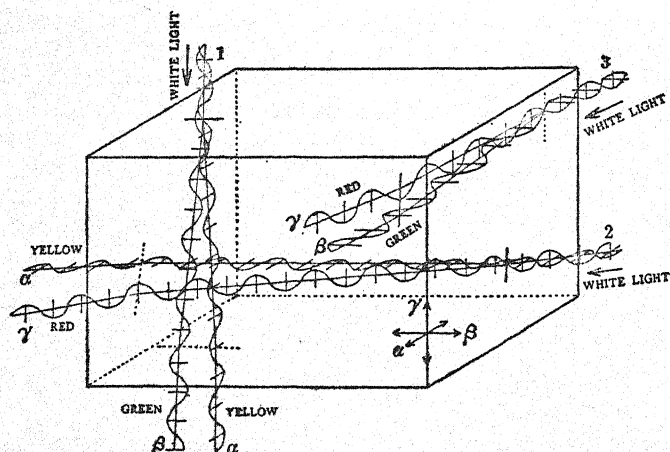 WHITE LIGHT
1
3
WHITE LIGHT
RED
γ
β
GREEN
YELLOW
α
2
WHITE LIGHT
γ
RED
γ
α
β
GREEN
YELLOW
β
α